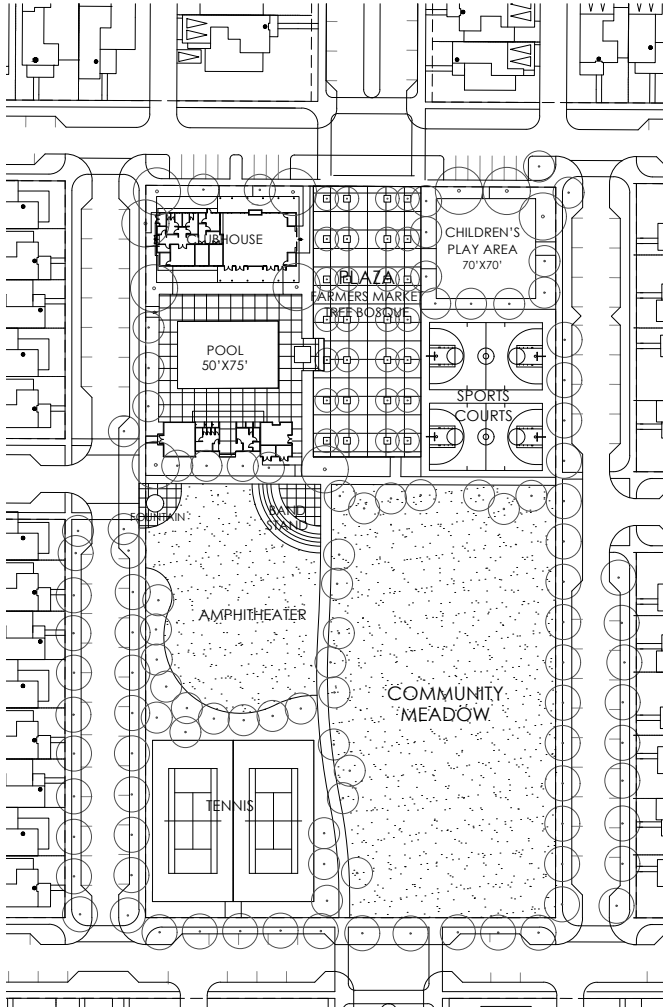 CLUBHOUSE
CHILDREN'S
PLAY AREA
70'X70'
PLAZA
FARMERS MARKET
TREE BOSQUE
POOL
50'X75'
SPORTS
COURTS
FOUNTAIN
BAND
STAND
AMPHITHEATER
COMMUNITY
MEADOW
TENNIS